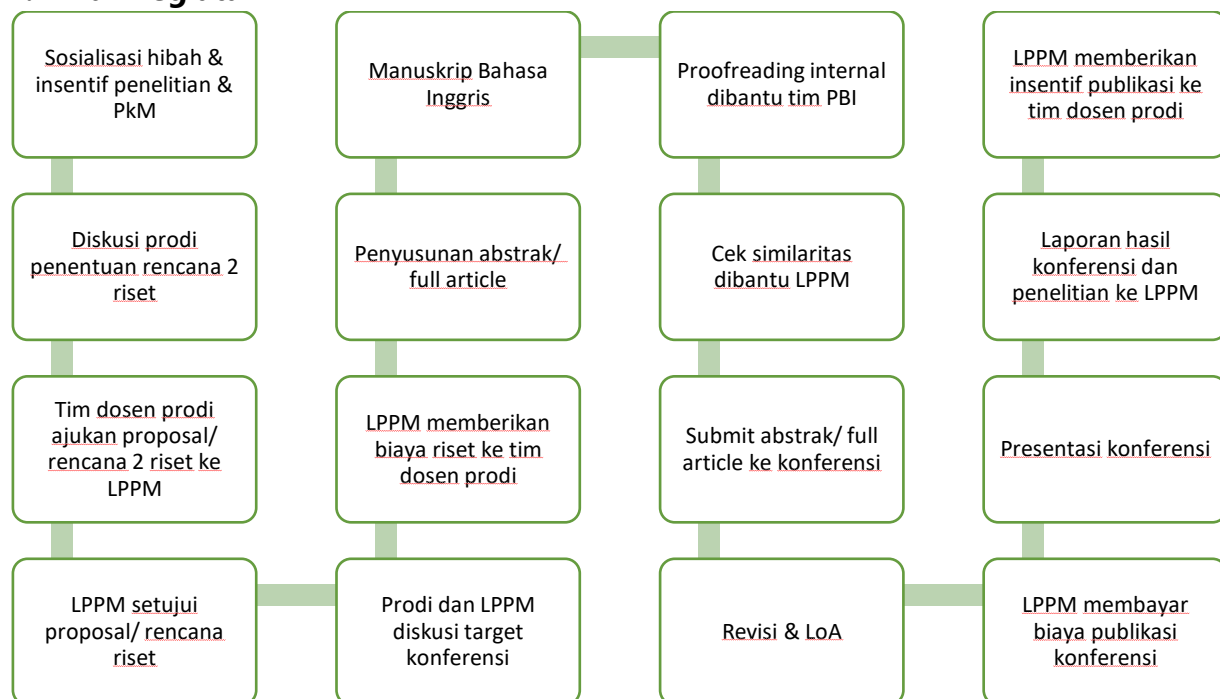 Sosialisasi hibah &
insentif penelitian &
PkM
Diskusi prodi
penentuan rencana 2
riset
Tim dosen prodi
ajukan proposal/
rencana 2 riset ke
LPPM
LPPM setujui
proposal/ rencana
riset
Prodi dan LPPM
diskusi target
konferensi
LPPM memberikan
biaya riset ke tim
dosen prodi
Penyusunan abstrak/
full article
Manuskrip Bahasa
Inggris
Proofreading internal
dibantu tim PBI
Cek similaritas
dibantu LPPM
Submit abstrak/ full
article ke konferensi
Revisi & LoA
LPPM membayar
biaya publikasi
konferensi
Presentasi konferensi
Laporan hasil
konferensi dan
penelitian ke LPPM
LPPM memberikan
insentif publikasi ke
tim dosen prodi